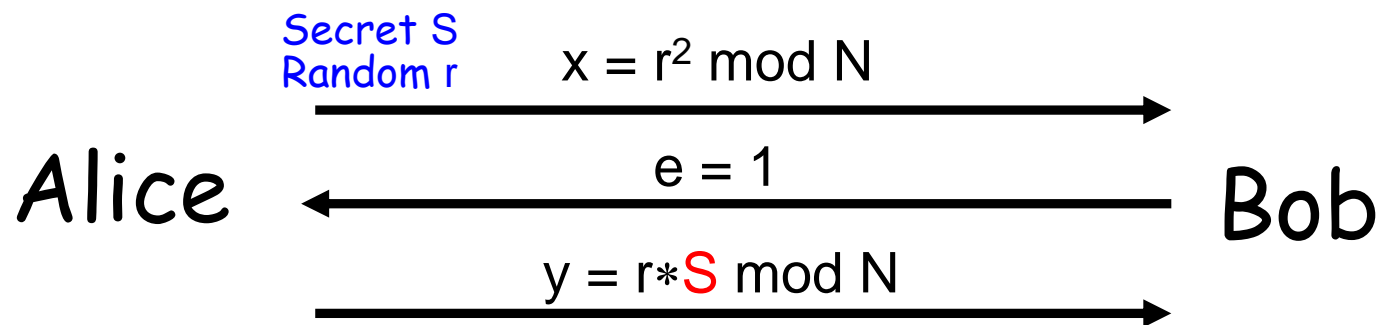 Secret S
Random r
x = r² mod N
Alice
e = 1
Bob
y = r*S mod N